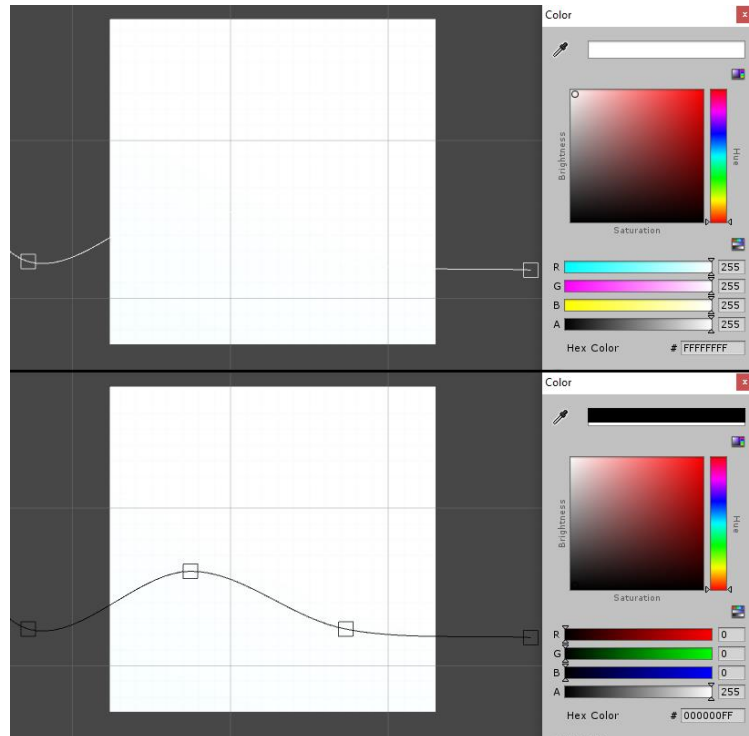 Color
x
Brightness
Hue
Saturation
R 255
G 255
B 255
A 255
Hex Color # FFFFFFFF
Color
x
Brightness
Hue
Saturation
R 0
G 0
B 0
A 255
Hex Color # 000000FF